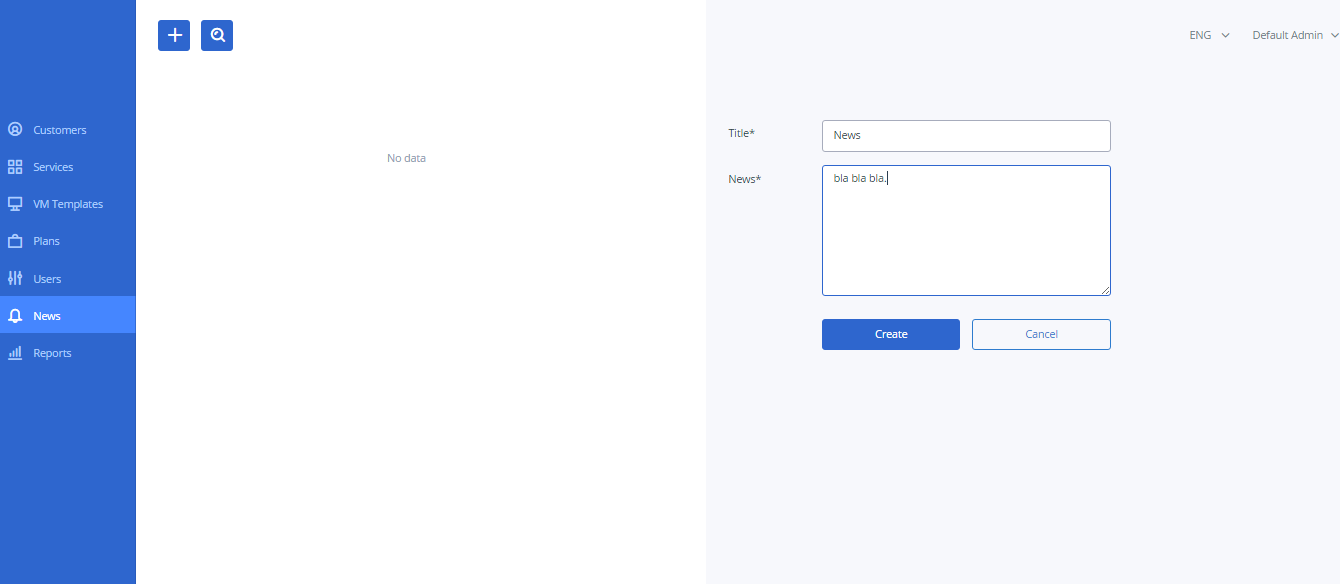 ENG
Default Admin
Customers
Services
VM Templates
Plans
Users
News
Reports
No data
Title*
News
News*
bla bla bla.
Create
Cancel